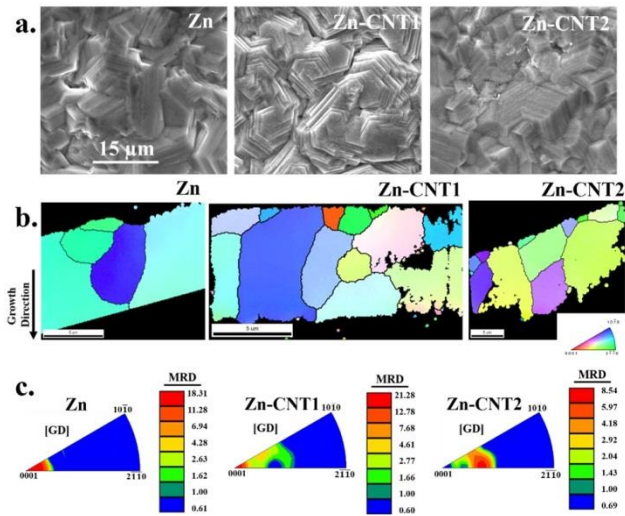 a.
Zn
Zn-CNT1
Zn-CNT2
15 µm
b.
Zn
Zn-CNT1
Zn-CNT2
Growth
Direction
5 µm
0001
c.
Zn
[GD]
0001
101̄0
2110
MRD
18.31
11.28
6.94
4.28
2.63
1.62
1.00
0.61
Zn-CNT1
[GD]
0001
1010
2110
MRD
21.28
12.78
7.68
4.61
2.77
1.66
1.00
0.60
Zn-CNT2
[GD]
0001
1010
2110
MRD
8.54
5.97
4.18
2.92
2.04
1.43
1.00
0.69